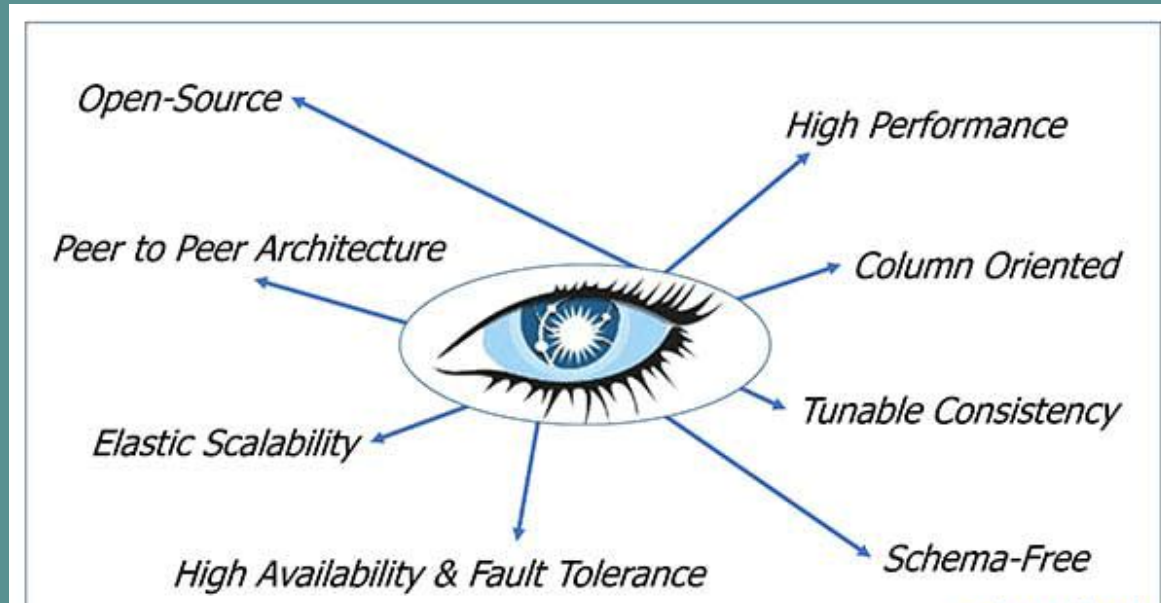 Open-Source
High Performance
Peer to Peer Architecture
Column Oriented
Tunable Consistency
Elastic Scalability
High Availability & Fault Tolerance
Schema-Free